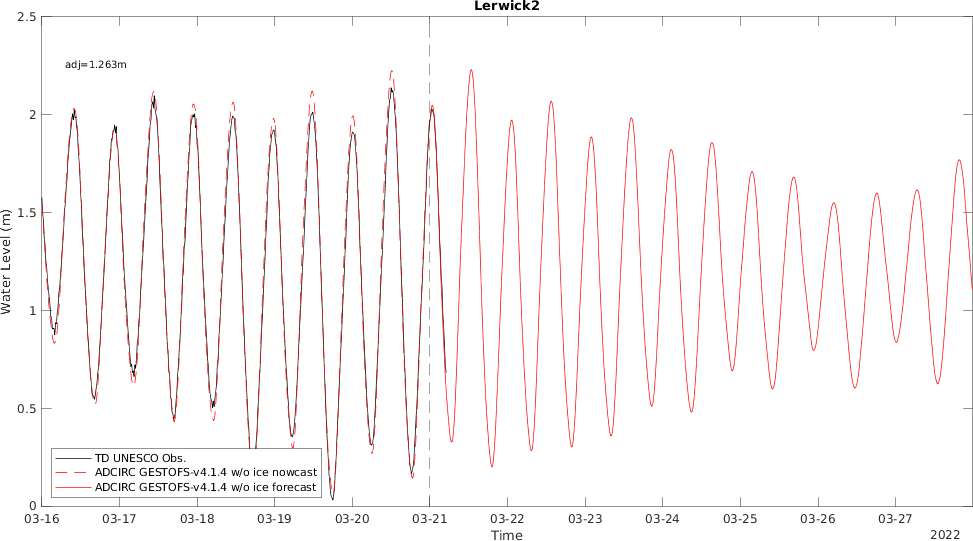 Lerwick2
2.5
adj=1.263m
2
1.5
Water Level (m)
1
0.5
TD UNESCO Obs.
ADCIRC GESTOFS-v4.1.4 w/o ice nowcast
ADCIRC GESTOFS-v4.1.4 w/o ice forecast
0
03-16 03-17 03-18 03-19 03-20 03-21 03-22 03-23 03-24 03-25 03-26 03-27
Time
2022